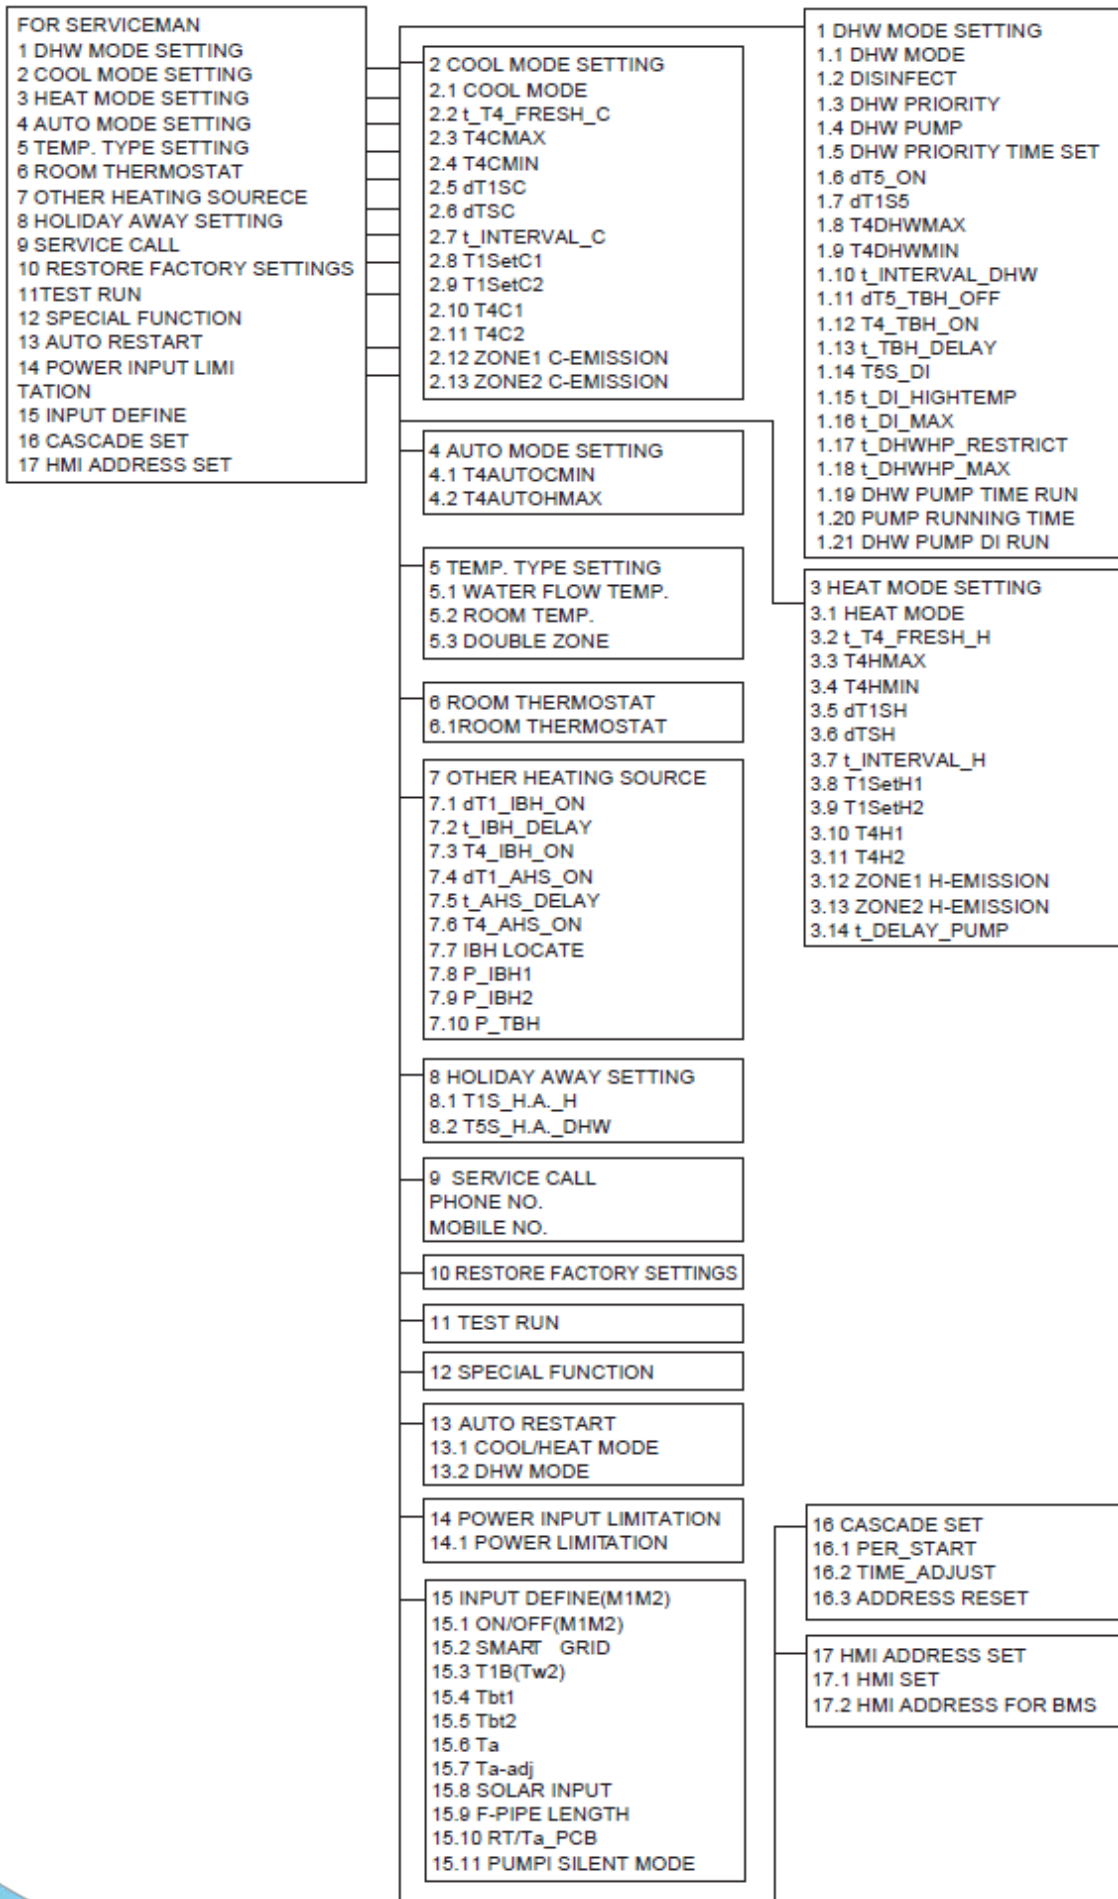 FOR SERVICEMAN
1 DHW MODE SETTING
2 COOL MODE SETTING
3 HEAT MODE SETTING
4 AUTO MODE SETTING
5 TEMP. TYPE SETTING
6 ROOM THERMOSTAT
7 OTHER HEATING SOURECE
8 HOLIDAY AWAY SETTING
9 SERVICE CALL
10 RESTORE FACTORY SETTINGS
11TEST RUN
12 SPECIAL FUNCTION
13 AUTO RESTART
14 POWER INPUT LIMI
TATION
15 INPUT DEFINE
16 CASCADE SET
17 HMI ADDRESS SET
2 COOL MODE SETTING
2.1 COOL MODE
2.2 t_T4_FRESH_C
2.3 T4CMAX
2.4 T4CMIN
2.5 dT1SC
2.6 dTSC
2.7 t_INTERVAL_C
2.8 T1SetC1
2.9 T1SetC2
2.10 T4C1
2.11 T4C2
2.12 ZONE1 C-EMISSION
2.13 ZONE2 C-EMISSION
4 AUTO MODE SETTING
4.1 T4AUTOCMIN
4.2 T4AUTOHMAX
5 TEMP. TYPE SETTING
5.1 WATER FLOW TEMP.
5.2 ROOM TEMP.
5.3 DOUBLE ZONE
6 ROOM THERMOSTAT
6.1ROOM THERMOSTAT
7 OTHER HEATING SOURCE
7.1 dT1_IBH_ON
7.2 t_IBH_DELAY
7.3 T4_IBH_ON
7.4 dT1_AHS_ON
7.5 t_AHS_DELAY
7.6 T4_AHS_ON
7.7 IBH LOCATE
7.8 P_IBH1
7.9 P_IBH2
7.10 P_TBH
8 HOLIDAY AWAY SETTING
8.1 T1S_H.A._H
8.2 T5S_H.A._DHW
9 SERVICE CALL
PHONE NO.
MOBILE NO.
10 RESTORE FACTORY SETTINGS
11 TEST RUN
12 SPECIAL FUNCTION
13 AUTO RESTART
13.1 COOL/HEAT MODE
13.2 DHW MODE
14 POWER INPUT LIMITATION
14.1 POWER LIMITATION
15 INPUT DEFINE(M1M2)
15.1 ON/OFF(M1M2)
15.2 SMART GRID
15.3 T1B(Tw2)
15.4 Tbt1
15.5 Tbt2
15.6 Ta
15.7 Ta-adj
15.8 SOLAR INPUT
15.9 F-PIPE LENGTH
15.10 RT/Ta_PCB
15.11 PUMPI SILENT MODE
1 DHW MODE SETTING
1.1 DHW MODE
1.2 DISINFECT
1.3 DHW PRIORITY
1.4 DHW PUMP
1.5 DHW PRIORITY TIME SET
1.6 dT5_ON
1.7 dT1S5
1.8 T4DHWMAX
1.9 T4DHWMIN
1.10 t_INTERVAL_DHW
1.11 dT5_TBH_OFF
1.12 T4_TBH_ON
1.13 t_TBH_DELAY
1.14 T5S_DI
1.15 t_DI_HIGHTEMP
1.16 t_DI_MAX
1.17 t_DHWHP_RESTRICT
1.18 t_DHWHP_MAX
1.19 DHW PUMP TIME RUN
1.20 PUMP RUNNING TIME
1.21 DHW PUMP DI RUN
3 HEAT MODE SETTING
3.1 HEAT MODE
3.2 t_T4_FRESH_H
3.3 T4HMAX
3.4 T4HMIN
3.5 dT1SH
3.6 dTSH
3.7 t_INTERVAL_H
3.8 T1SetH1
3.9 T1SetH2
3.10 T4H1
3.11 T4H2
3.12 ZONE1 H-EMISSION
3.13 ZONE2 H-EMISSION
3.14 t_DELAY_PUMP
16 CASCADE SET
16.1 PER_START
16.2 TIME_ADJUST
16.3 ADDRESS RESET
17 HMI ADDRESS SET
17.1 HMI SET
17.2 HMI ADDRESS FOR BMS